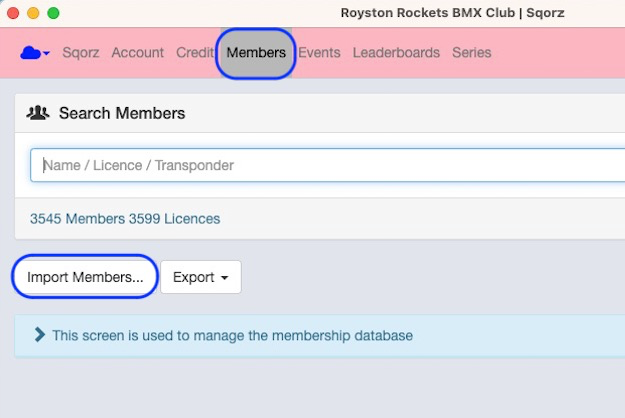 Royston Rockets BMX Club | Sqorz
Sqorz Account Credit Members Events Leaderboards Series
Search Members
Name / Licence / Transponder
3545 Members 3599 Licences
Import Members... Export
This screen is used to manage the membership database